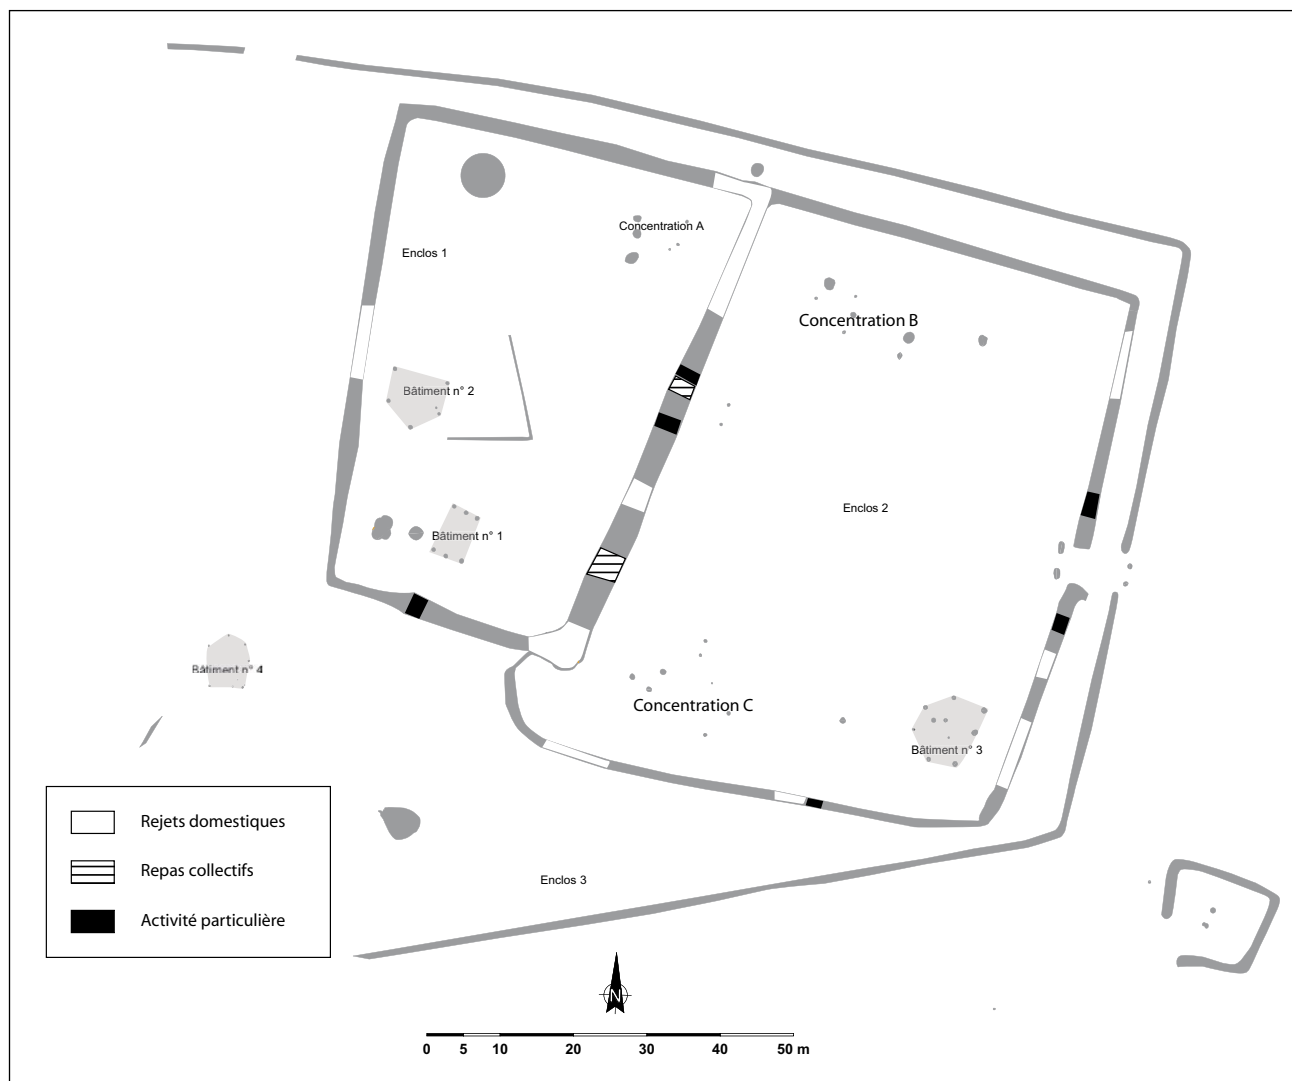 Concentration A
Enclos 1
Concentration B
Bâtiment n° 2
Enclos 2
Bâtiment n° 1
Bâtiment n° 4
Concentration C
Bâtiment n° 3
Rejets domestiques
Repas collectifs
Activité particulière
Enclos 3
N
0 5 10 20 30 40 50 m